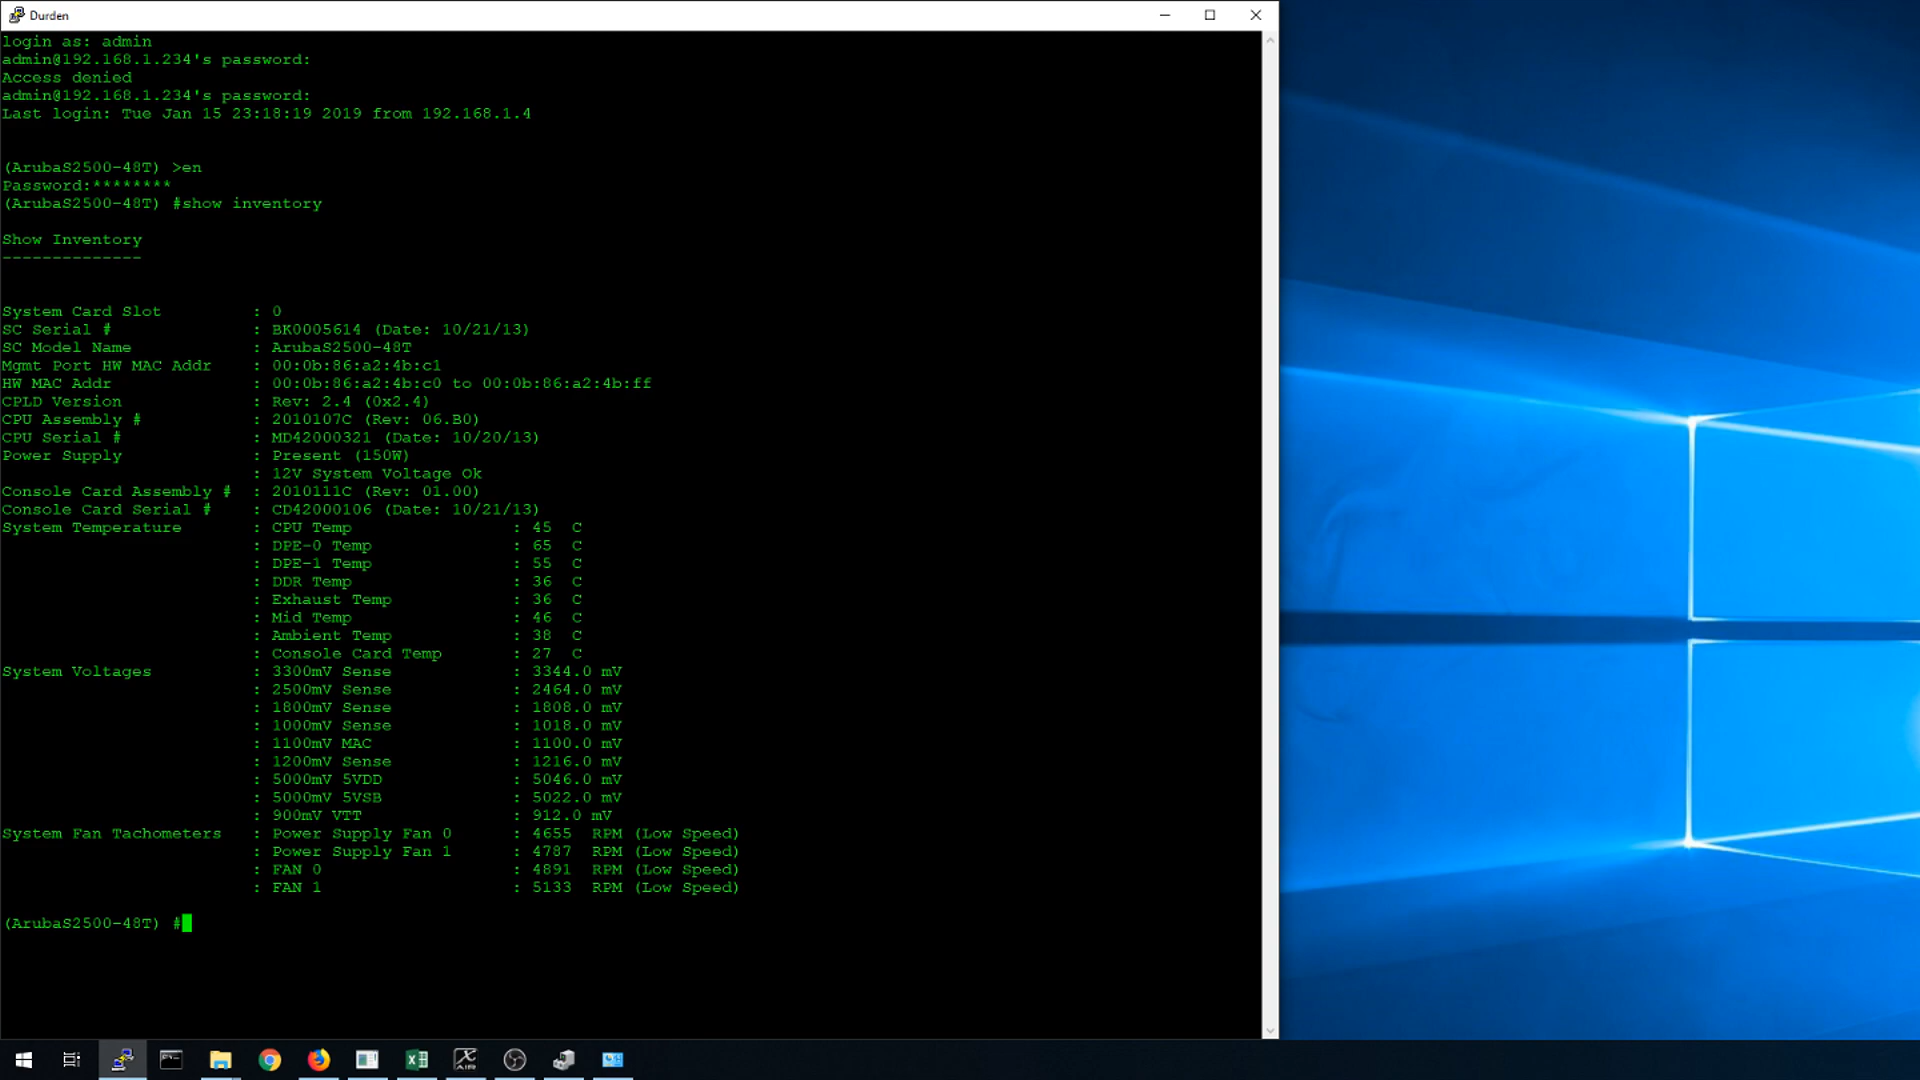 Durden
login as: admin
admin@192.168.1.234's password:
Access denied
admin@192.168.1.234's password:
Last login: Tue Jan 15 23:18:19 2019 from 192.168.1.4
(ArubaS2500-48T) >en
Password:********
(ArubaS2500-48T) #show inventory
Show Inventory
--------------
System Card Slot : 0
SC Serial # : BK0005614 (Date: 10/21/13)
SC Model Name : ArubaS2500-48T
Mgmt Port HW MAC Addr : 00:0b:86:a2:4b:c1
HW MAC Addr : 00:0b:86:a2:4b:c0 to 00:0b:86:a2:4b:ff
CPLD Version : Rev: 2.4 (0x2.4)
CPU Assembly # : 2010107C (Rev: 06.B0)
CPU Serial # : MD42000321 (Date: 10/20/13)
Power Supply : Present (150W)
: 12V System Voltage Ok
Console Card Assembly # : 2010111C (Rev: 01.00)
Console Card Serial # : CD42000106 (Date: 10/21/13)
System Temperature : CPU Temp : 45 C
: DPE-0 Temp : 65 C
: DPE-1 Temp : 55 C
: DDR Temp : 36 C
: Exhaust Temp : 36 C
: Mid Temp : 46 C
: Ambient Temp : 38 C
: Console Card Temp : 27 C
System Voltages : 3300mV Sense : 3344.0 mV
: 2500mV Sense : 2464.0 mV
: 1800mV Sense : 1808.0 mV
: 1000mV Sense : 1018.0 mV
: 1100mV MAC : 1100.0 mV
: 1200mV Sense : 1216.0 mV
: 5000mV 5VDD : 5046.0 mV
: 5000mV 5VSB : 5022.0 mV
: 900mV VTT : 912.0 mV
System Fan Tachometers : Power Supply Fan 0 : 4655 RPM (Low Speed)
: Power Supply Fan 1 : 4787 RPM (Low Speed)
: FAN 0 : 4891 RPM (Low Speed)
: FAN 1 : 5133 RPM (Low Speed)
(ArubaS2500-48T) #
AIR